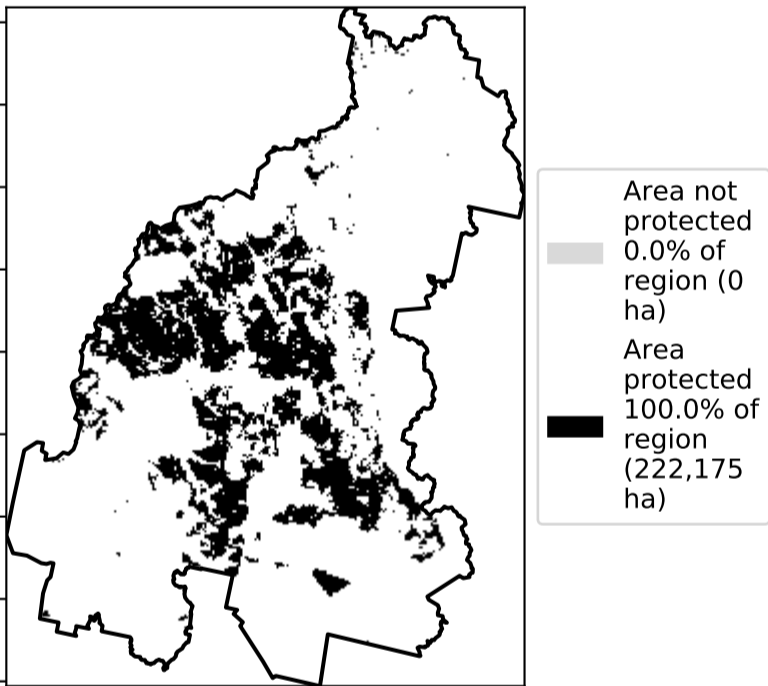 Area not
protected
0.0% of
region (0
ha)
Area
protected
100.0% of
region
(222,175
ha)